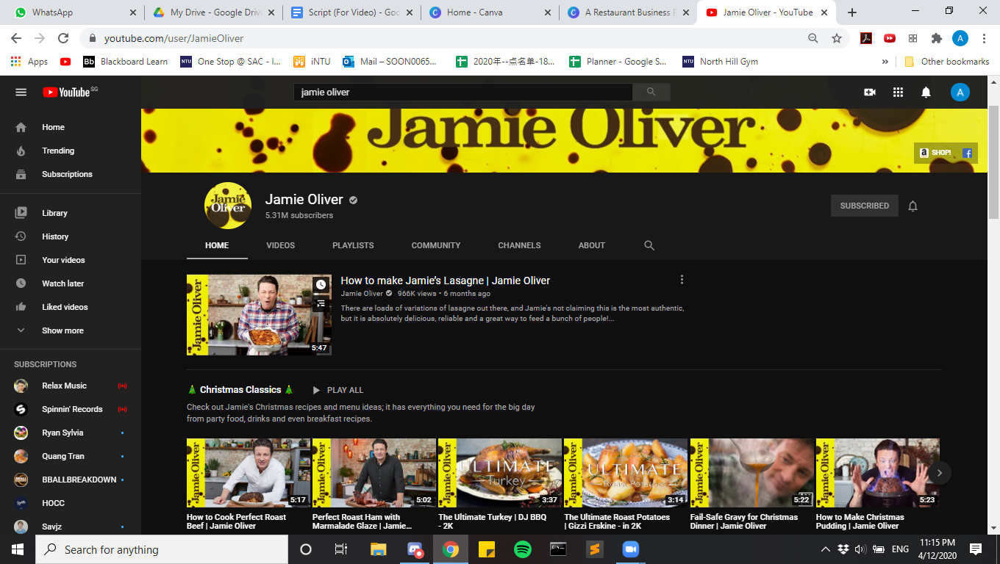 WhatsApp
My Drive - Google Driv
Script (For Video) - Goo
Home - Canva
A Restaurant Business P
Jamie Oliver - YouTube
youtube.com/user/JamieOliver
A
Apps
Bb Blackboard Learn
NTU One Stop @ SAC - I...
iNTU
Mail – SOON0065...
2020年--点名单-18...
Planner - Google S...
NTU North Hill Gym
»
Other bookmarks
YouTube SG
jamie oliver
A
Jamie Oliver
a SHOP!
Home
Trending
Subscriptions
Library
History
Your videos
Watch later
Liked videos
Show more
SUBSCRIPTIONS
Relax Music
Spinnin' Records
Ryan Sylvia
Quang Tran
BBALLBREAKDOWN
HOCC
Savjz
Jamie Oliver
Jamie Oliver
5.31M subscribers
SUBSCRIBED
HOME VIDEOS PLAYLISTS COMMUNITY CHANNELS ABOUT
Jamie Oliver
5:47
How to make Jamie's Lasagne | Jamie Oliver
Jamie Oliver 966K views • 6 months ago
There are loads of variations of lasagne out there, and Jamie's not claiming this is the most authentic,
but it is absolutely delicious, reliable and a great way to feed a bunch of people!...
Christmas Classics
PLAY ALL
Check out Jamie's Christmas recipes and menu ideas; it has everything you need for the big day
from party food, drinks and even breakfast recipes.
Jamie Oliver
5:17
How to Cook Perfect Roast
Beef | Jamie Oliver
Jamie Oliver
5:02
Perfect Roast Ham with
Marmalade Glaze | Jamie...
Jamie Oliver
ULTIMATE
Turkey
3:37
The Ultimate Turkey | DJ BBQ
- 2K
Jamie Oliver
ULTIMATE
Roast Potatoes
3:14
The Ultimate Roast Potatoes
| Gizzi Erskine - in 2K
Jamie Oliver
5:22
Fail-Safe Gravy for Christmas
Dinner | Jamie Oliver
Jamie Oliver
5:23
How to Make Christmas
Pudding | Jamie Oliver
Search for anything
ENG
11:15 PM
4/12/2020